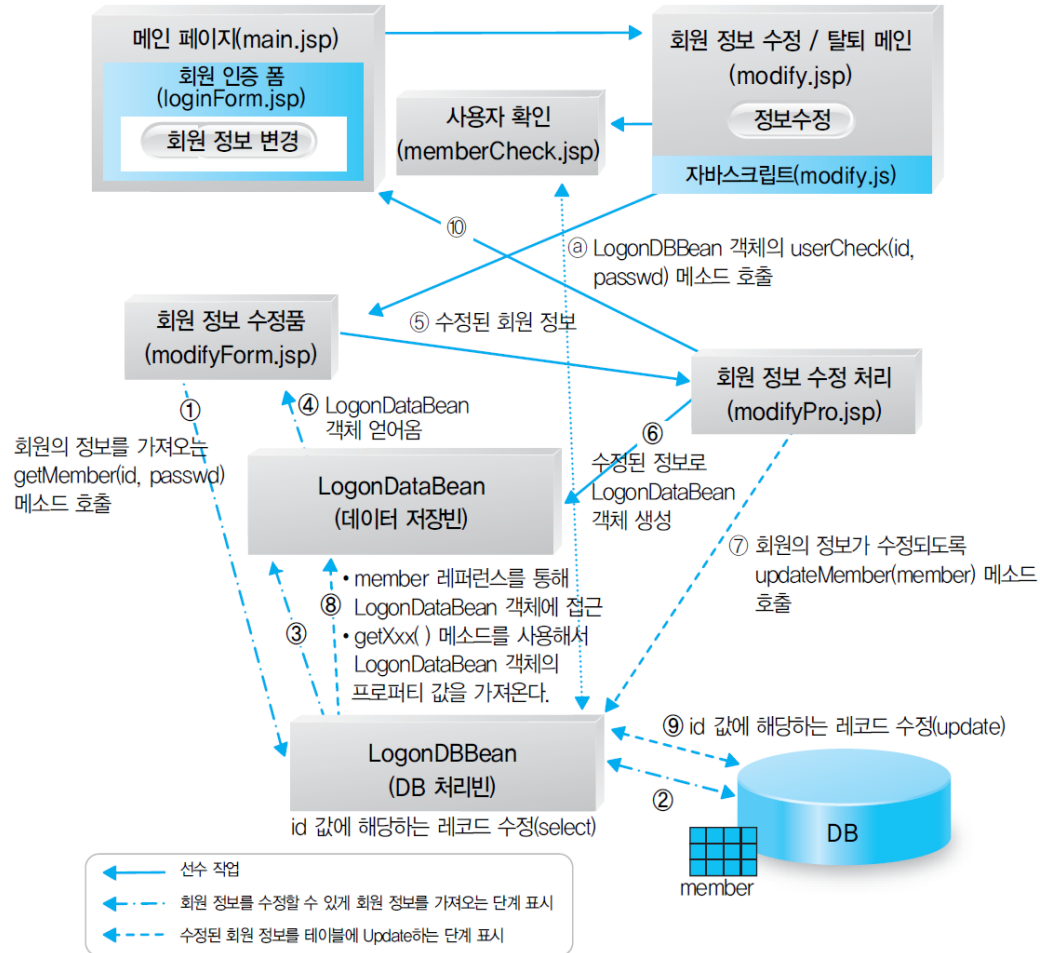 메인 페이지(main.jsp)
회원 인증 폼
(loginForm.jsp)
회원 정보 변경
사용자 확인
(memberCheck.jsp)
회원 정보 수정 / 탈퇴 메인
(modify.jsp)
정보수정
자바스크립트(modify.js)
⑩
ⓐ LogonDBBean 객체의 userCheck(id,
passwd) 메소드 호출
회원 정보 수정품
(modifyForm.jsp)
⑤ 수정된 회원 정보
회원 정보 수정 처리
(modifyPro.jsp)
①
회원의 정보를 가져오는
getMember(id, passwd)
메소드 호출
④ LogonDataBean
객체 얻어옴
LogonDataBean
(데이터 저장빈)
⑥
수정된 정보로
LogonDataBean
객체 생성
⑦ 회원의 정보가 수정되도록
updateMember(member) 메소드
호출
③
⑧
• member 레퍼런스를 통해
LogonDataBean 객체에 접근
• getXxx( ) 메소드를 사용해서
LogonDataBean 객체의
프로퍼티 값을 가져온다.
LogonDBBean
(DB 처리빈)
id 값에 해당하는 레코드 수정(select)
⑨ id 값에 해당하는 레코드 수정(update)
②
DB
member
선수 작업
회원 정보를 수정할 수 있게 회원 정보를 가져오는 단계 표시
수정된 회원 정보를 테이블에 Update하는 단계 표시